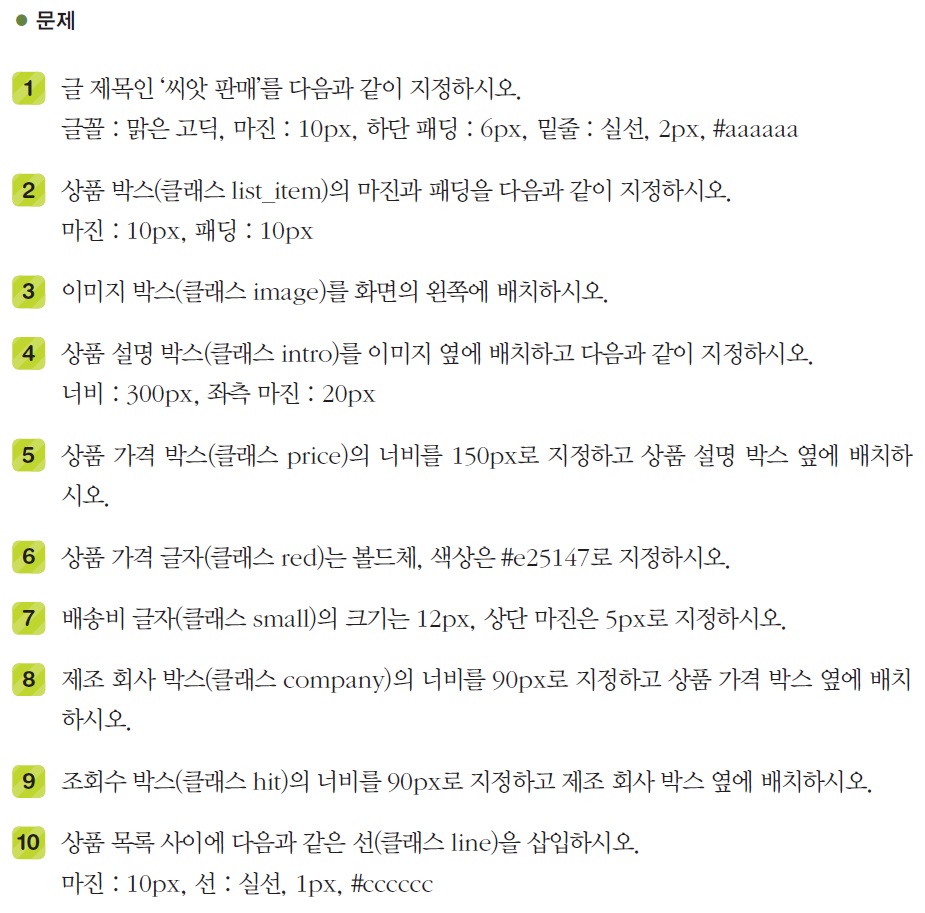 ● 문제
1 글 제목인 ‘씨앗 판매’를 다음과 같이 지정하시오.
글꼴 : 맑은 고딕, 마진 : 10px, 하단 패딩 : 6px, 밑줄 : 실선, 2px, #aaaaaa
2 상품 박스(클래스 list_item)의 마진과 패딩을 다음과 같이 지정하시오.
마진 : 10px, 패딩 : 10px
3 이미지 박스(클래스 image)를 화면의 왼쪽에 배치하시오.
4 상품 설명 박스(클래스 intro)를 이미지 옆에 배치하고 다음과 같이 지정하시오.
너비 : 300px, 좌측 마진 : 20px
5 상품 가격 박스(클래스 price)의 너비를 150px로 지정하고 상품 설명 박스 옆에 배치하
시오.
6 상품 가격 글자(클래스 red)는 볼드체, 색상은 #e25147로 지정하시오.
7 배송비 글자(클래스 small)의 크기는 12px, 상단 마진은 5px로 지정하시오.
8 제조 회사 박스(클래스 company)의 너비를 90px로 지정하고 상품 가격 박스 옆에 배치
하시오.
9 조회수 박스(클래스 hit)의 너비를 90px로 지정하고 제조 회사 박스 옆에 배치하시오.
10 상품 목록 사이에 다음과 같은 선(클래스 line)을 삽입하시오.
마진 : 10px, 선 : 실선, 1px, #cccccc